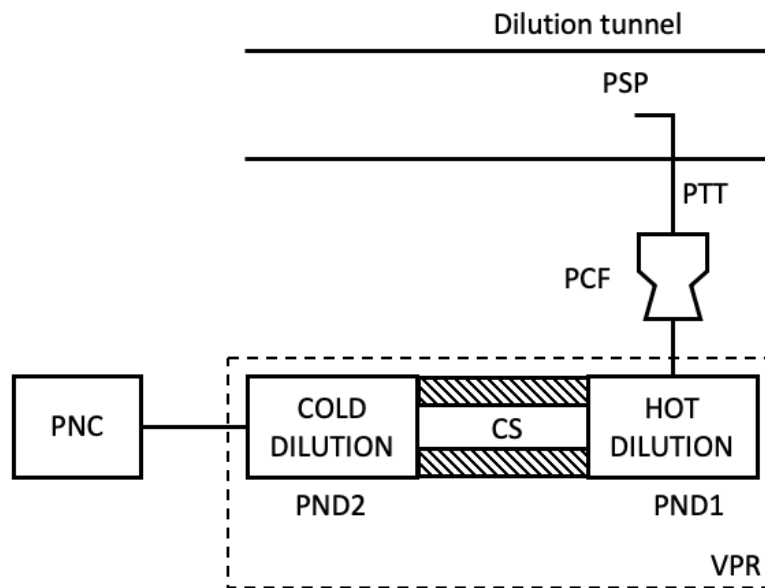 Dilution tunnel
PSP
PTT
PCF
PNC
COLD
DILUTION
CS
HOT
DILUTION
PND2
PND1
VPR